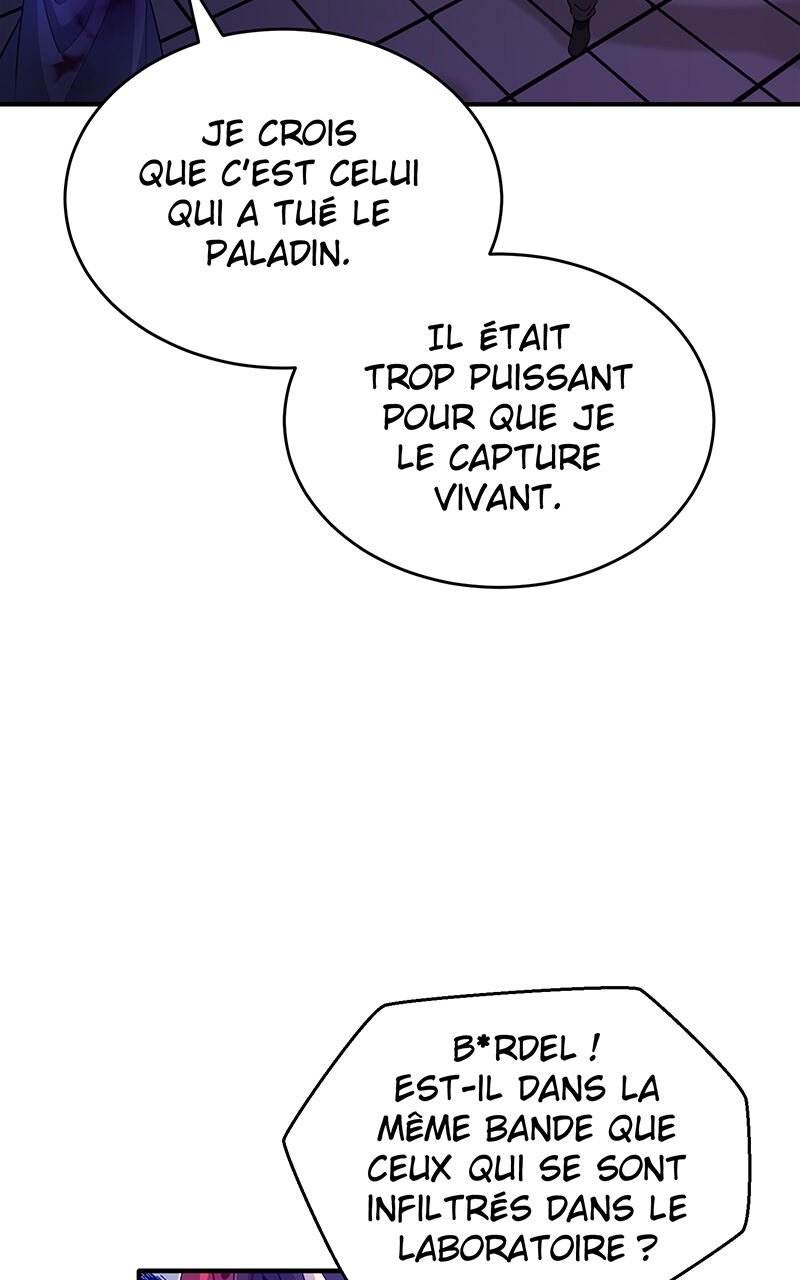 JE CROIS
QUE C'EST CELUI
QUI A TUÉ LE
PALADIN.
IL ÉTAIT
TROP PUISSANT
POUR QUE JE
LE CAPTURE
VIVANT.
B*RDEL !
EST-IL DANS LA
MÊME BANDE QUE
CEUX QUI SE SONT
INFILTRÉS DANS LE
LABORATOIRE ?